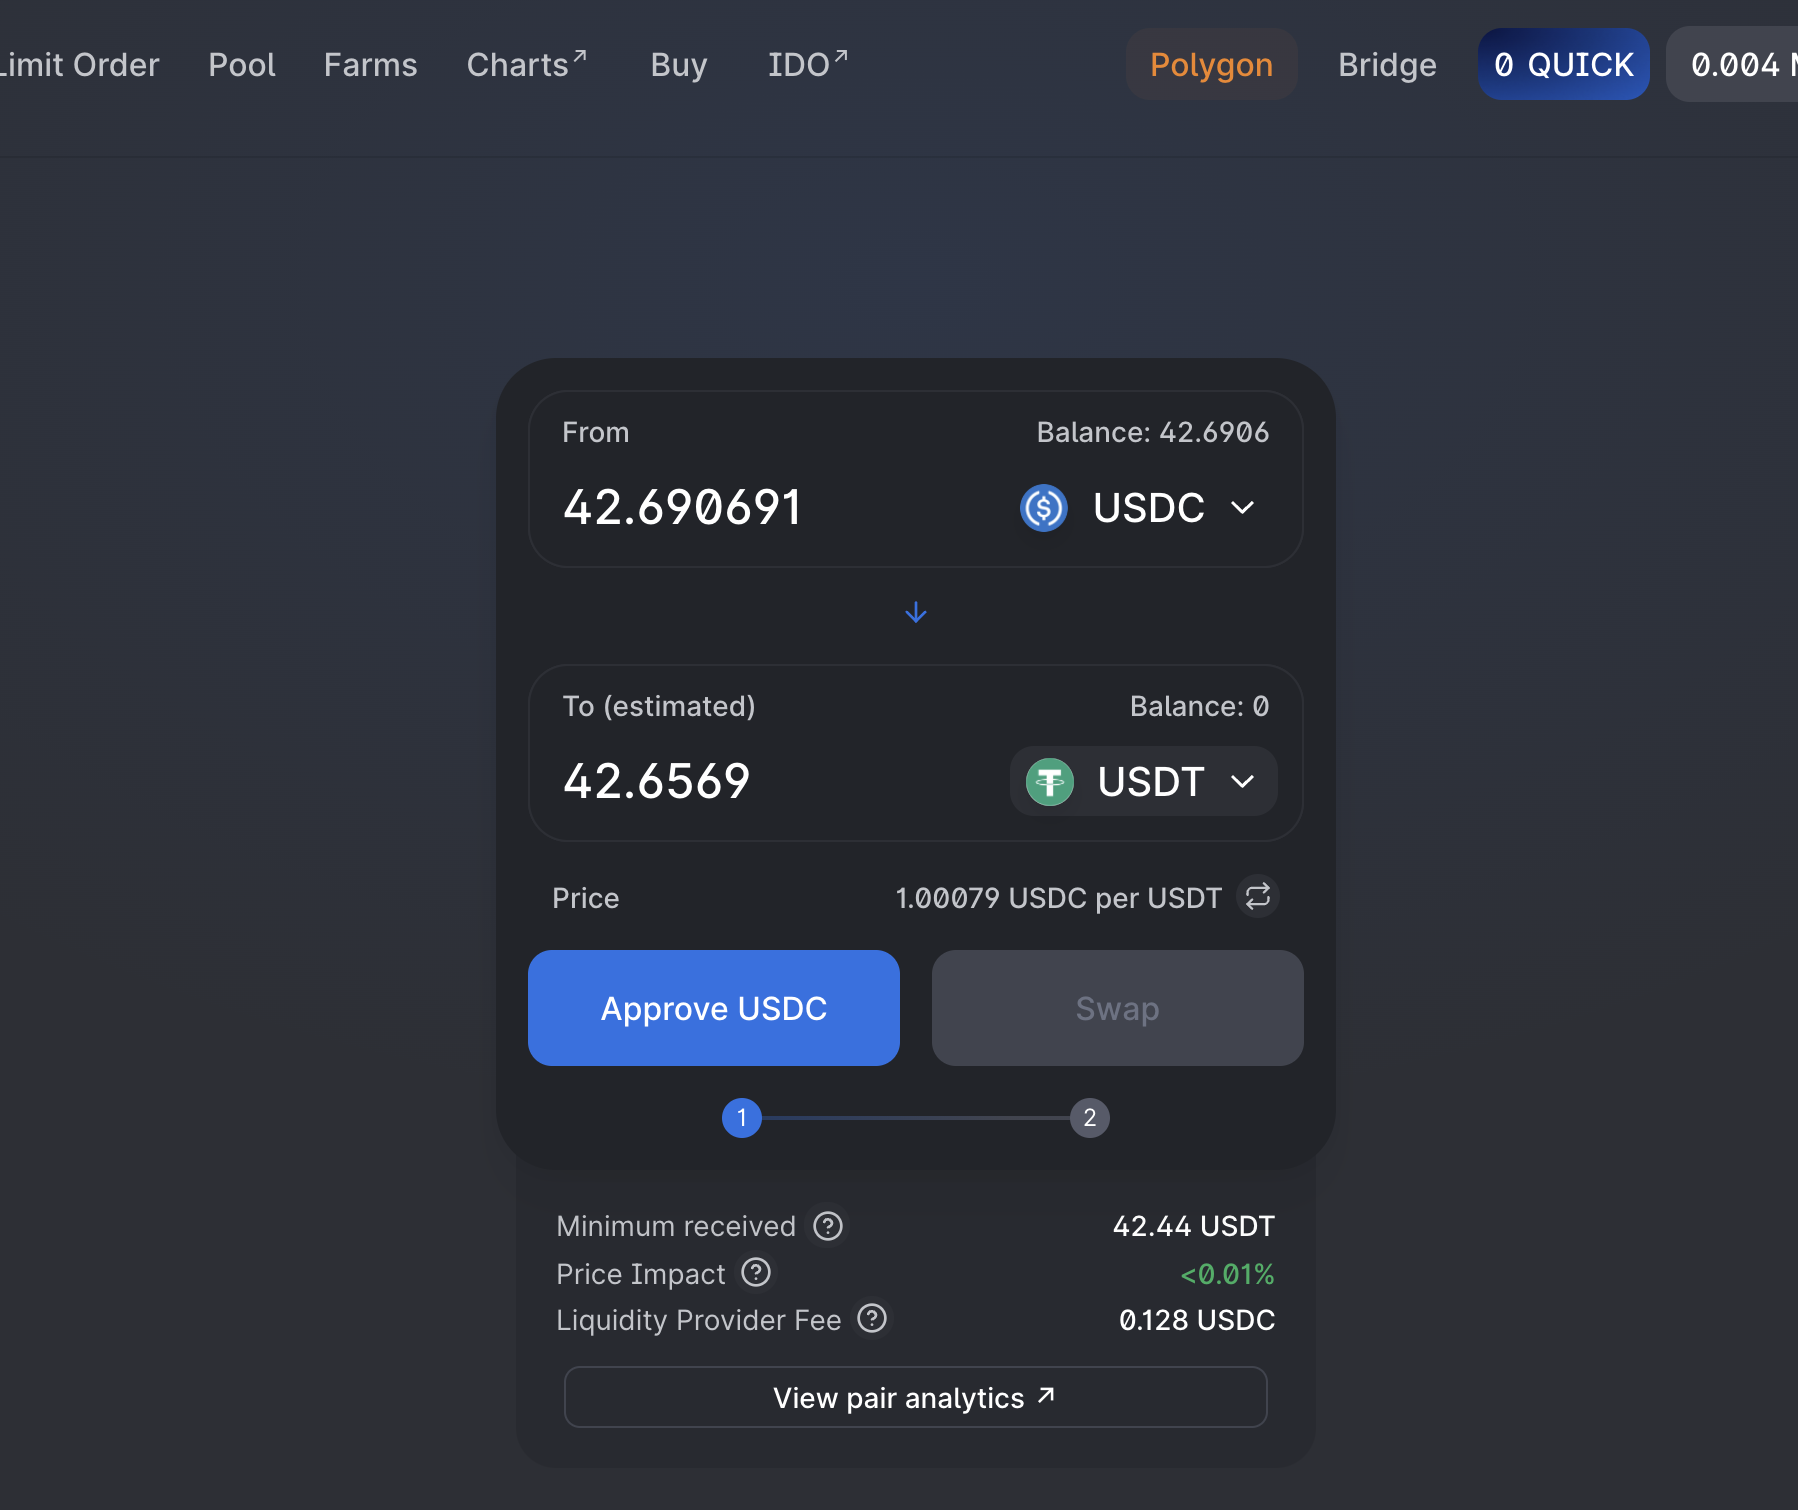 Limit Order Pool Farms Charts↗ Buy IDO↗ Polygon Bridge 0 QUICK 0.004
From Balance: 42.6906
42.690691 USDC
To (estimated) Balance: 0
42.6569 USDT
Price 1.00079 USDC per USDT
Approve USDC Swap
1 2
Minimum received ? 42.44 USDT
Price Impact ? <0.01%
Liquidity Provider Fee ? 0.128 USDC
View pair analytics ↗